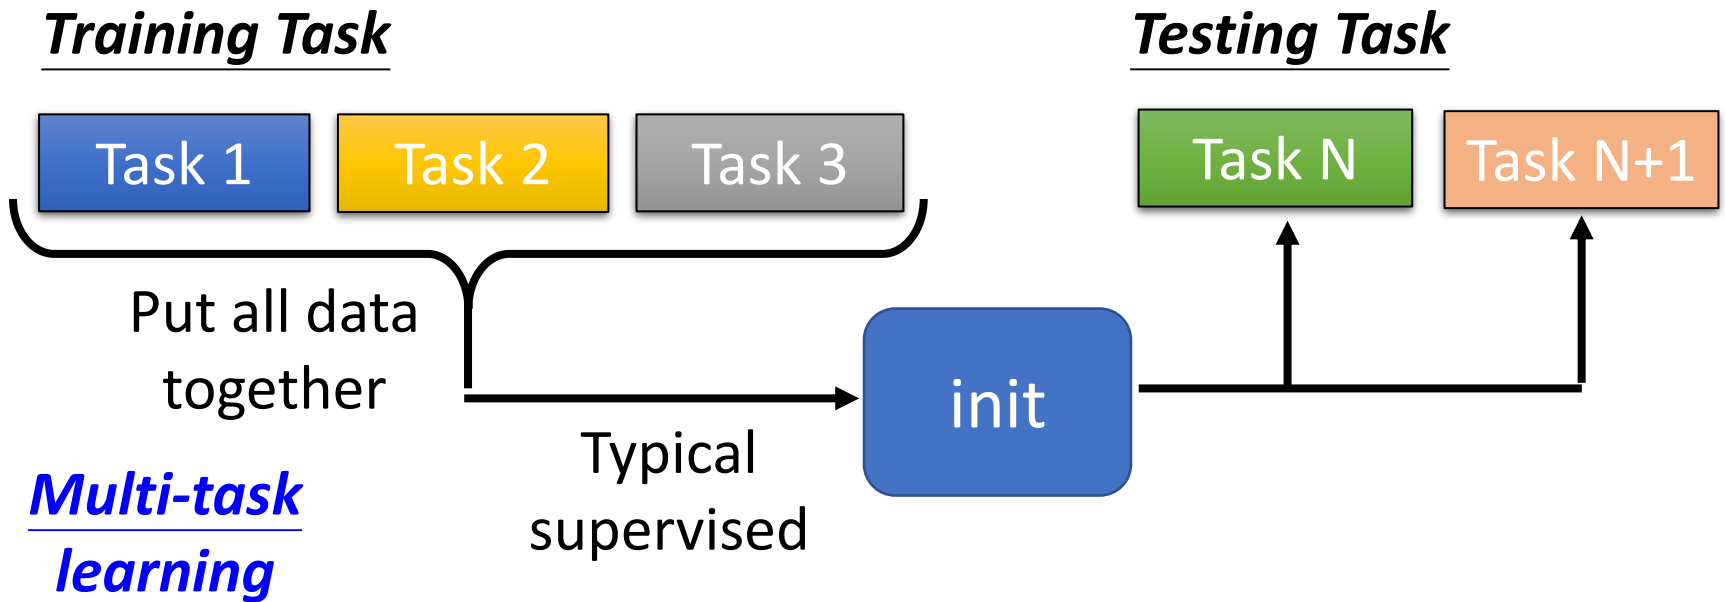 Training Task
Testing Task
Task 1
Task 2
Task 3
Task N
Task N+1
Put all data
together
init
Typical
supervised
Multi-task
learning